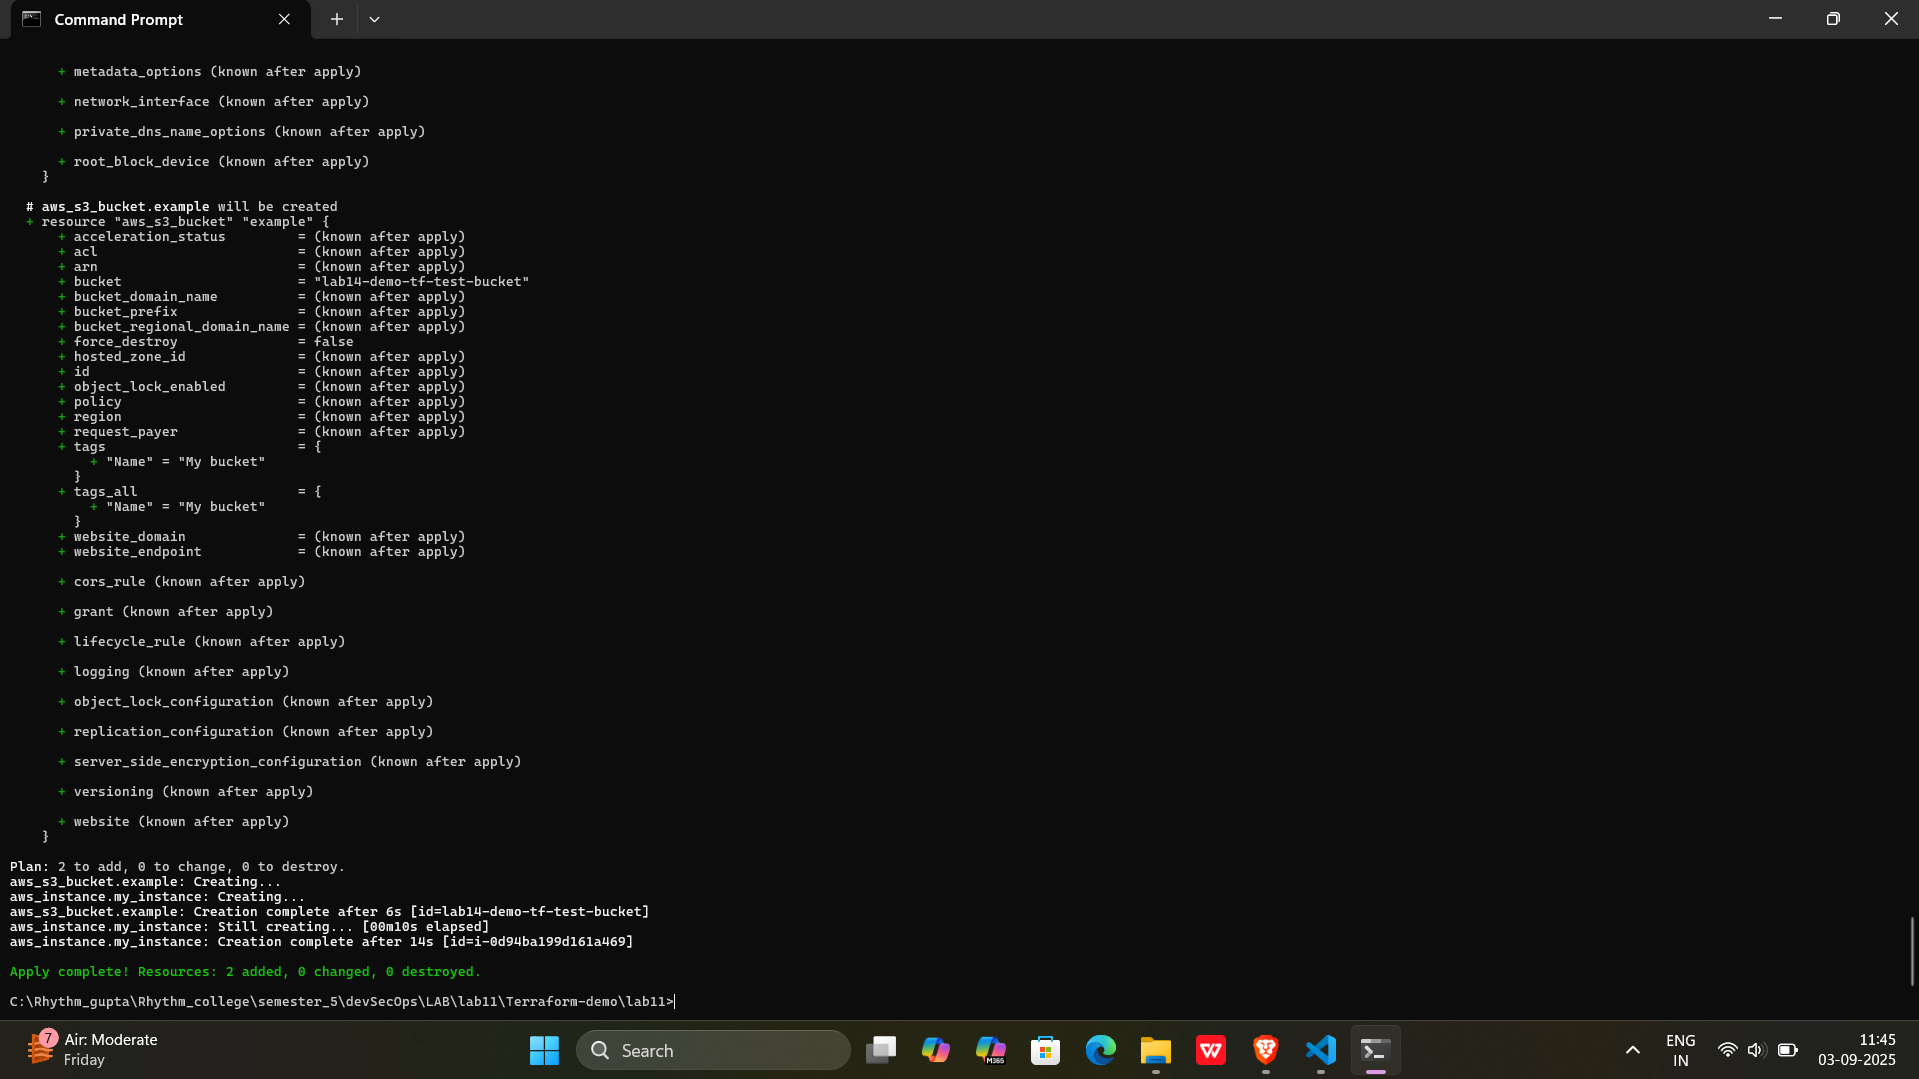 Command Prompt
+ metadata_options (known after apply)
+ network_interface (known after apply)
+ private_dns_name_options (known after apply)
+ root_block_device (known after apply)
}
# aws_s3_bucket.example will be created
+ resource "aws_s3_bucket" "example" {
+ acceleration_status = (known after apply)
+ acl = (known after apply)
+ arn = (known after apply)
+ bucket = "lab14-demo-tf-test-bucket"
+ bucket_domain_name = (known after apply)
+ bucket_prefix = (known after apply)
+ bucket_regional_domain_name = (known after apply)
+ force_destroy = false
+ hosted_zone_id = (known after apply)
+ id = (known after apply)
+ object_lock_enabled = (known after apply)
+ policy = (known after apply)
+ region = (known after apply)
+ request_payer = (known after apply)
+ tags = {
+ "Name" = "My bucket"
}
+ tags_all = {
+ "Name" = "My bucket"
}
+ website_domain = (known after apply)
+ website_endpoint = (known after apply)
+ cors_rule (known after apply)
+ grant (known after apply)
+ lifecycle_rule (known after apply)
+ logging (known after apply)
+ object_lock_configuration (known after apply)
+ replication_configuration (known after apply)
+ server_side_encryption_configuration (known after apply)
+ versioning (known after apply)
+ website (known after apply)
}
Plan: 2 to add, 0 to change, 0 to destroy.
aws_s3_bucket.example: Creating...
aws_instance.my_instance: Creating...
aws_s3_bucket.example: Creation complete after 6s [id=lab14-demo-tf-test-bucket]
aws_instance.my_instance: Still creating... [00m10s elapsed]
aws_instance.my_instance: Creation complete after 14s [id=i-0d94ba199d161a469]
Apply complete! Resources: 2 added, 0 changed, 0 destroyed.
C:\Rhythm_gupta\Rhythm_college\semester_5\devSecOps\LAB\lab11\Terraform-demo\lab11>
7
Air: Moderate
Friday
Search
M365
W
ENG
IN
11:45
03-09-2025